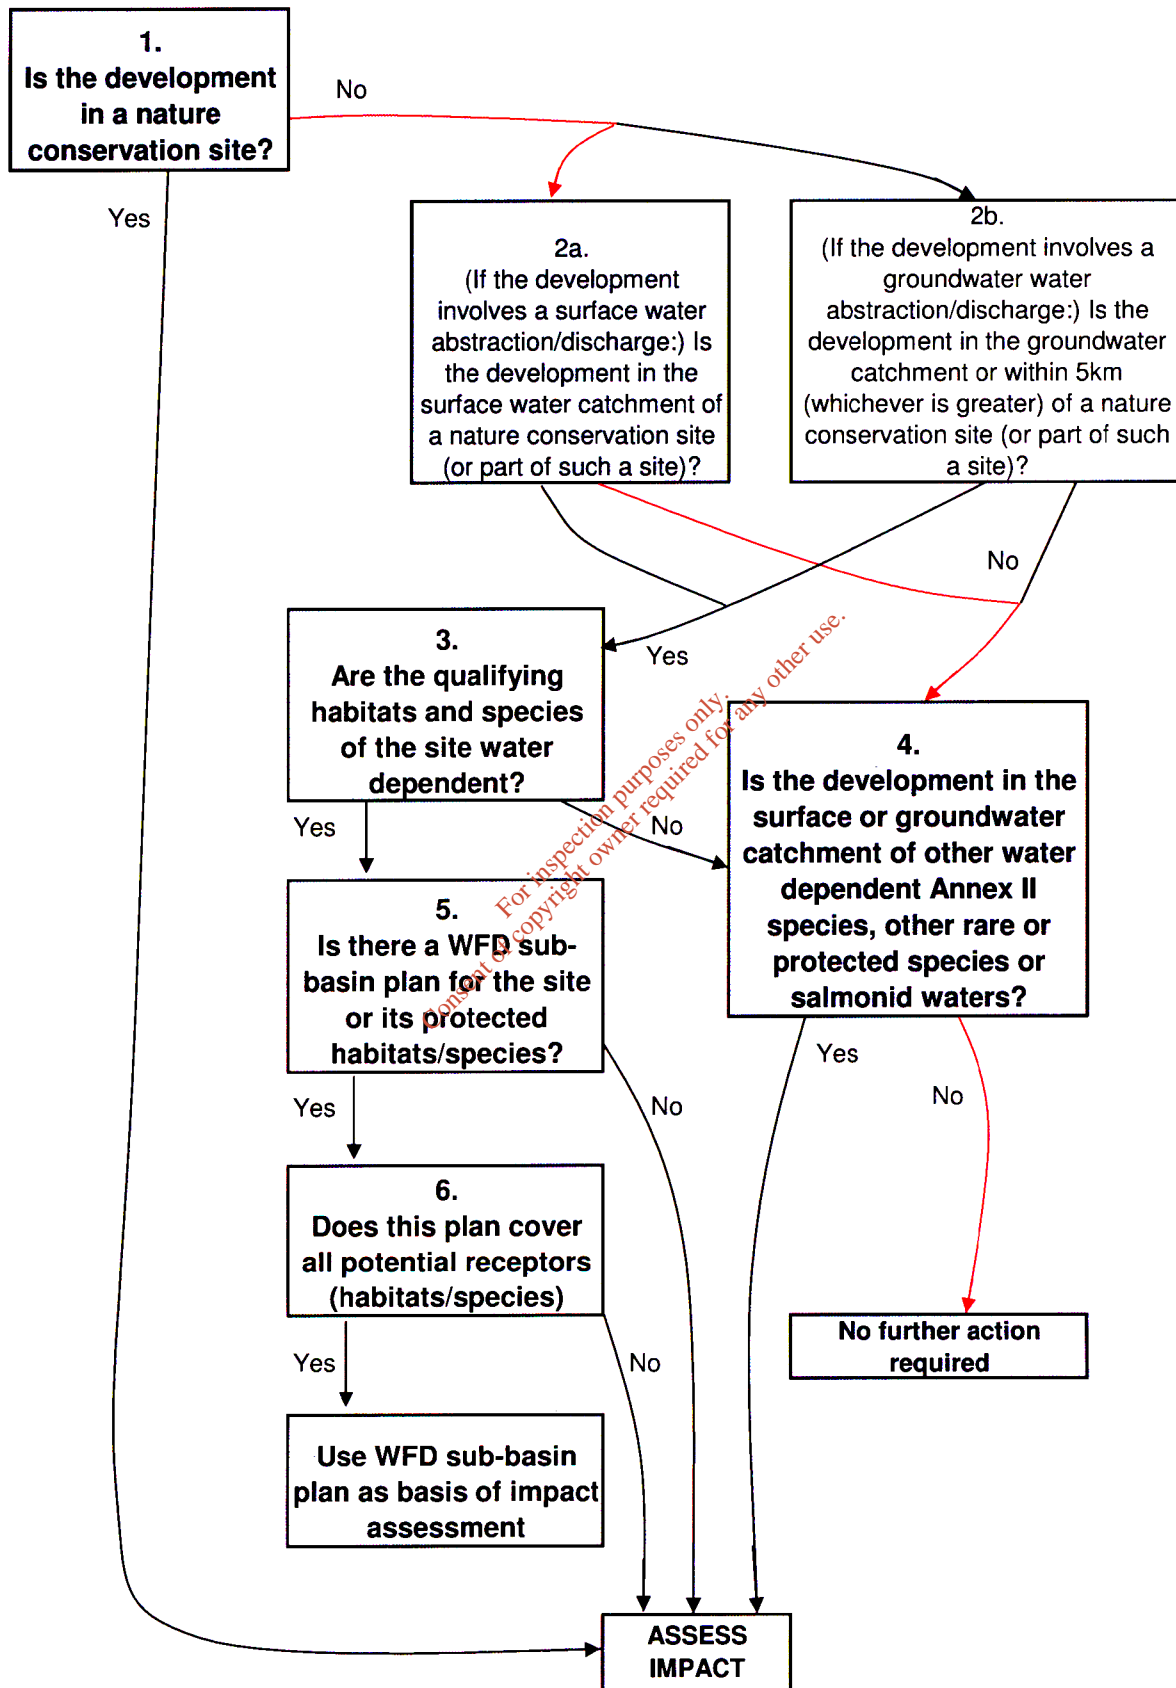 1.
Is the development
in a nature
conservation site?
No
Yes
2a.
(If the development
involves a surface water
abstraction/discharge:) Is
the development in the
surface water catchment of
a nature conservation site
(or part of such a site)?
2b.
(If the development involves a
groundwater water
abstraction/discharge:) Is the
development in the groundwater
catchment or within 5km
(whichever is greater) of a nature
conservation site (or part of such
a site)?
No
Yes
3.
Are the qualifying
habitats and species
of the site water
dependent?
Yes
No
4.
Is the development in the
surface or groundwater
catchment of other water
dependent Annex II
species, other rare or
protected species or
salmonid waters?
For inspection purposes only.
Consent of copyright owner required for any other use.
5.
Is there a WFD sub-
basin plan for the site
or its protected
habitats/species?
Yes
No
Yes
No
6.
Does this plan cover
all potential receptors
(habitats/species)
Yes
No
No further action
required
Use WFD sub-basin
plan as basis of impact
assessment
ASSESS
IMPACT